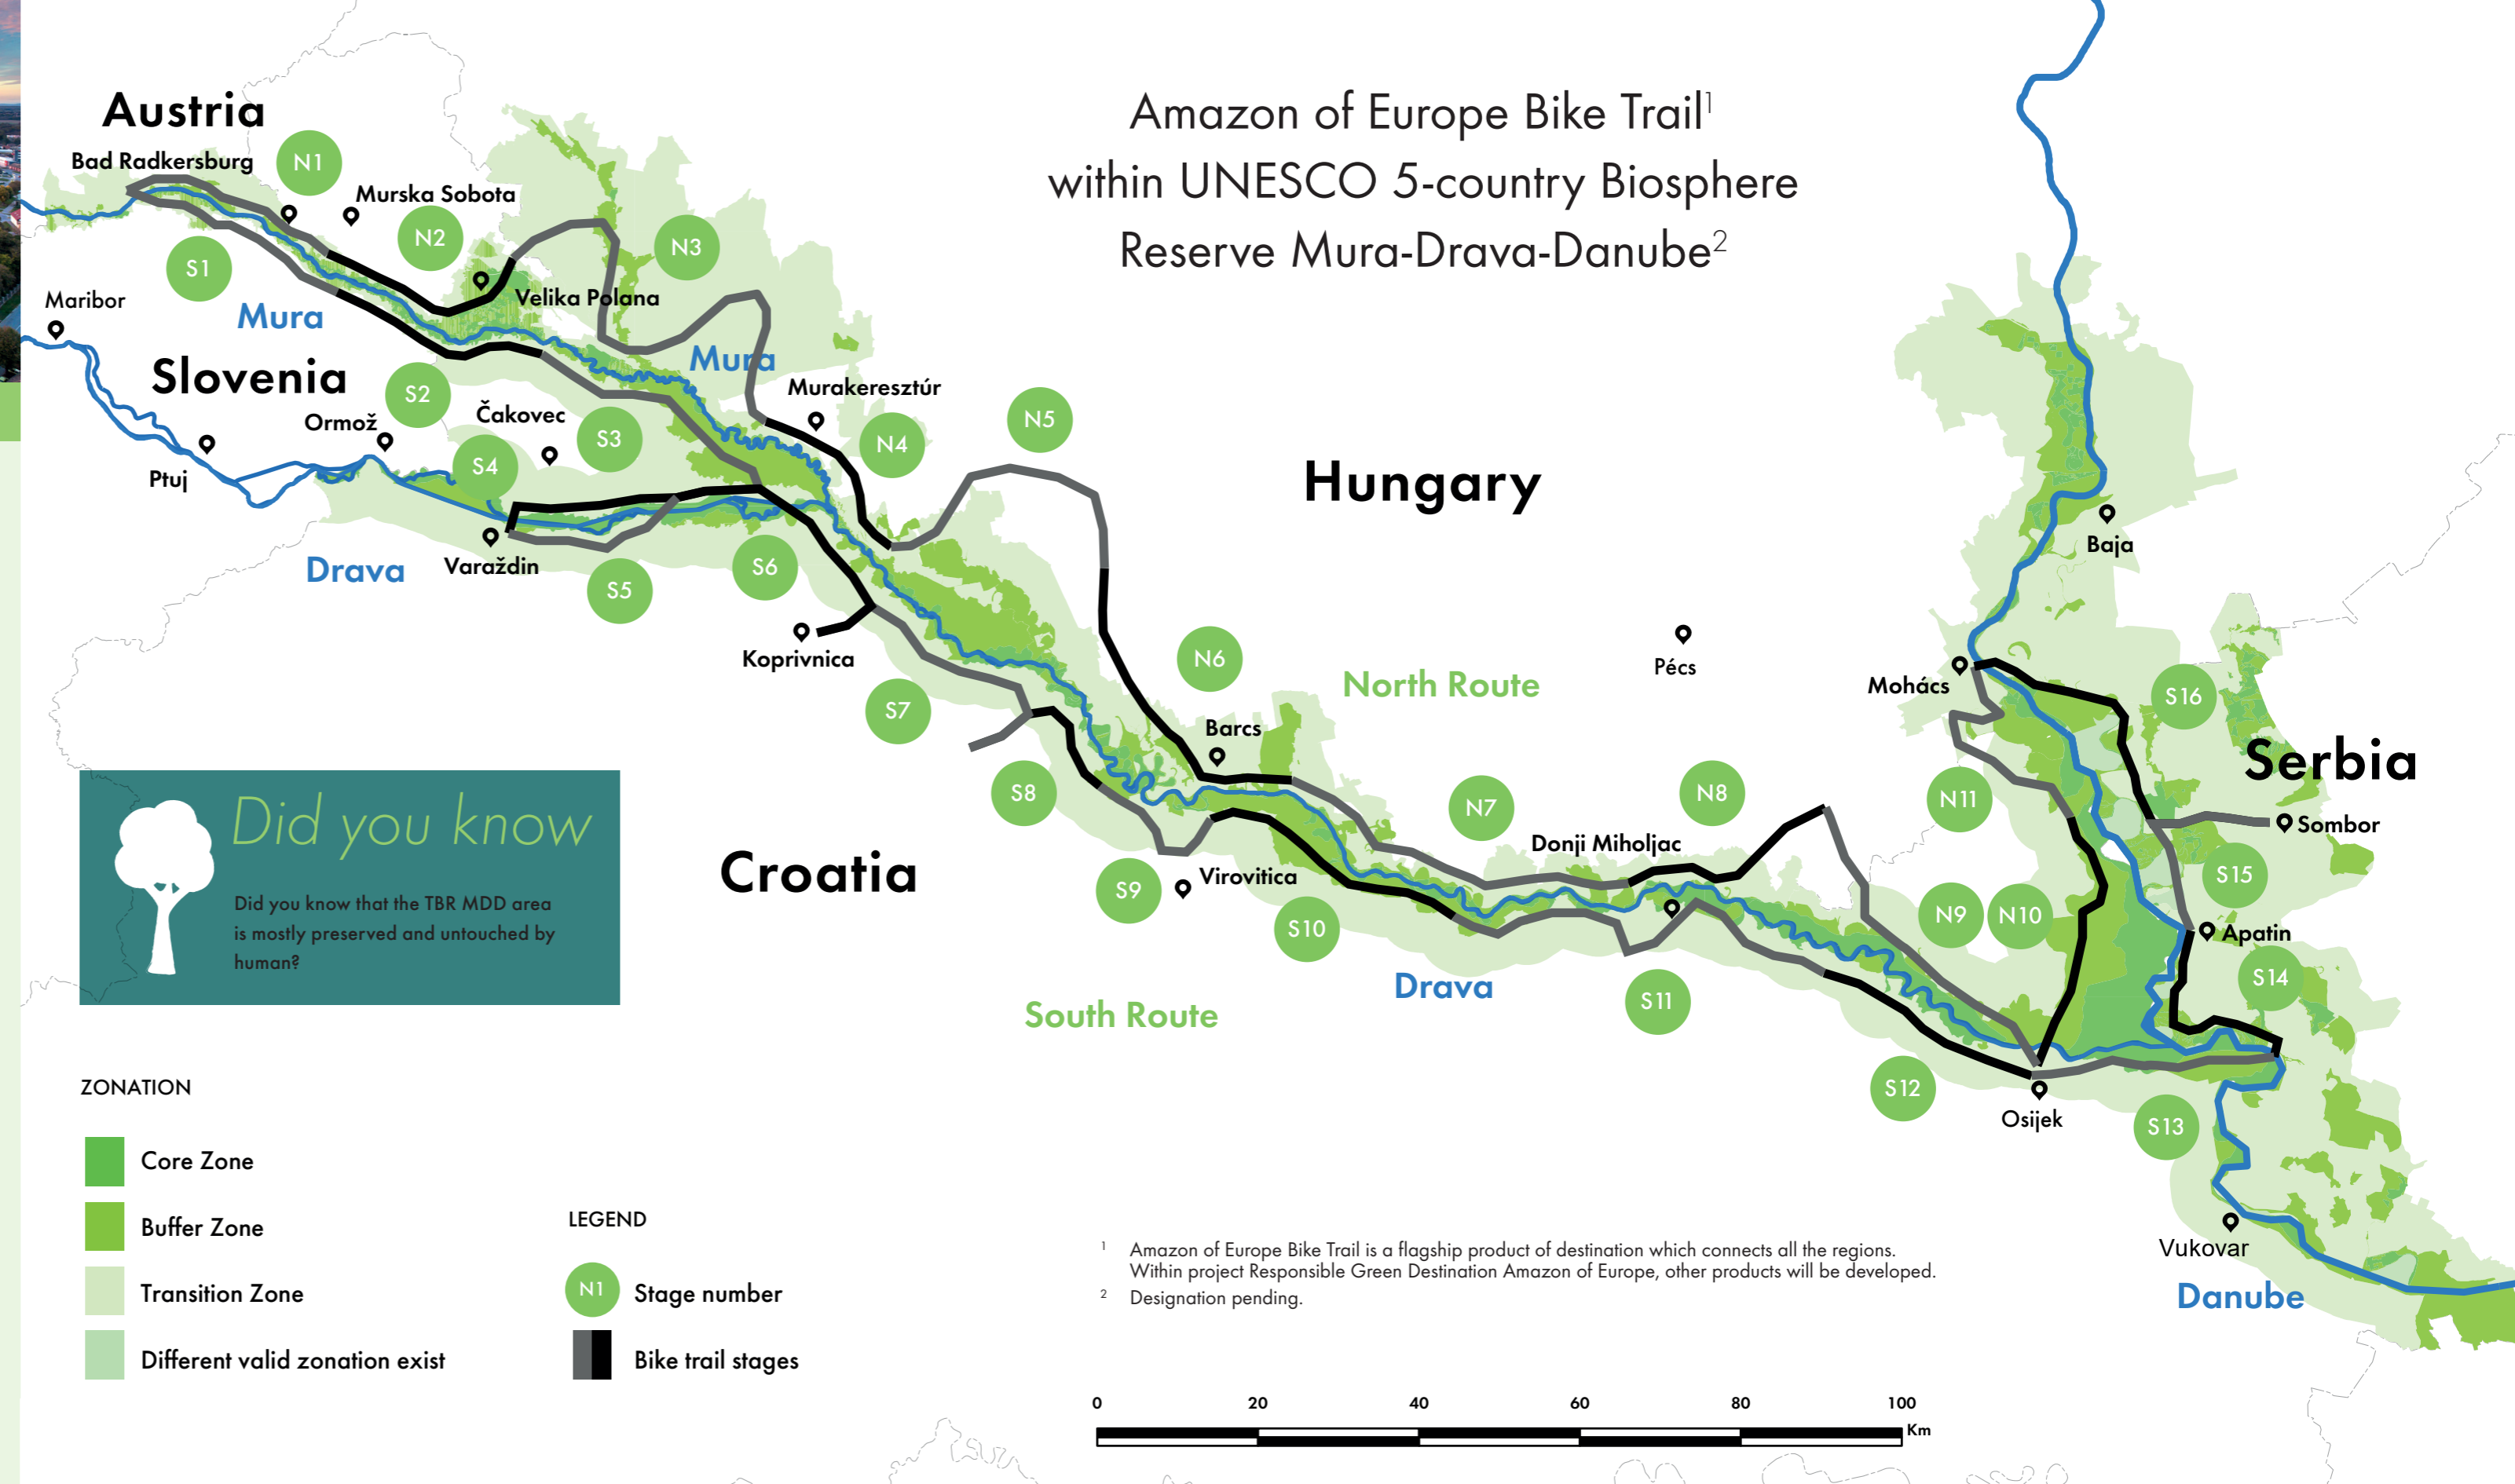 Amazon of Europe Bike Trail1
within UNESCO 5-country Biosphere
Reserve Mura-Drava-Danube2
Austria
Bad Radkersburg
N1
Murska Sobota
N2
N3
S1
Velika Polana
Maribor
Mura
Slovenia
Mura
S2
Murakeresztúr
Ormož
Čakovec
S3
N4
N5
S4
Ptuj
Hungary
Drava
Varaždin
S5
S6
Baja
Koprivnica
N6
North Route
Pécs
Mohács
S16
S7
Barcs
Serbia
S8
N7
N8
N11
Sombor
Donji Miholjac
Croatia
S9
Virovitica
S15
S10
N9
N10
Apatin
Drava
S14
South Route
S11
S12
Osijek
S13
Vukovar
Danube
Did you know
Did you know that the TBR MDD area
is mostly preserved and untouched by
human?
ZONATION
Core Zone
Buffer Zone
Transition Zone
Different valid zonation exist
LEGEND
N1
Stage number
Bike trail stages
1 Amazon of Europe Bike Trail is a flagship product of destination which connects all the regions.
Within project Responsible Green Destination Amazon of Europe, other products will be developed.
2 Designation pending.
0 20 40 60 80 100
Km